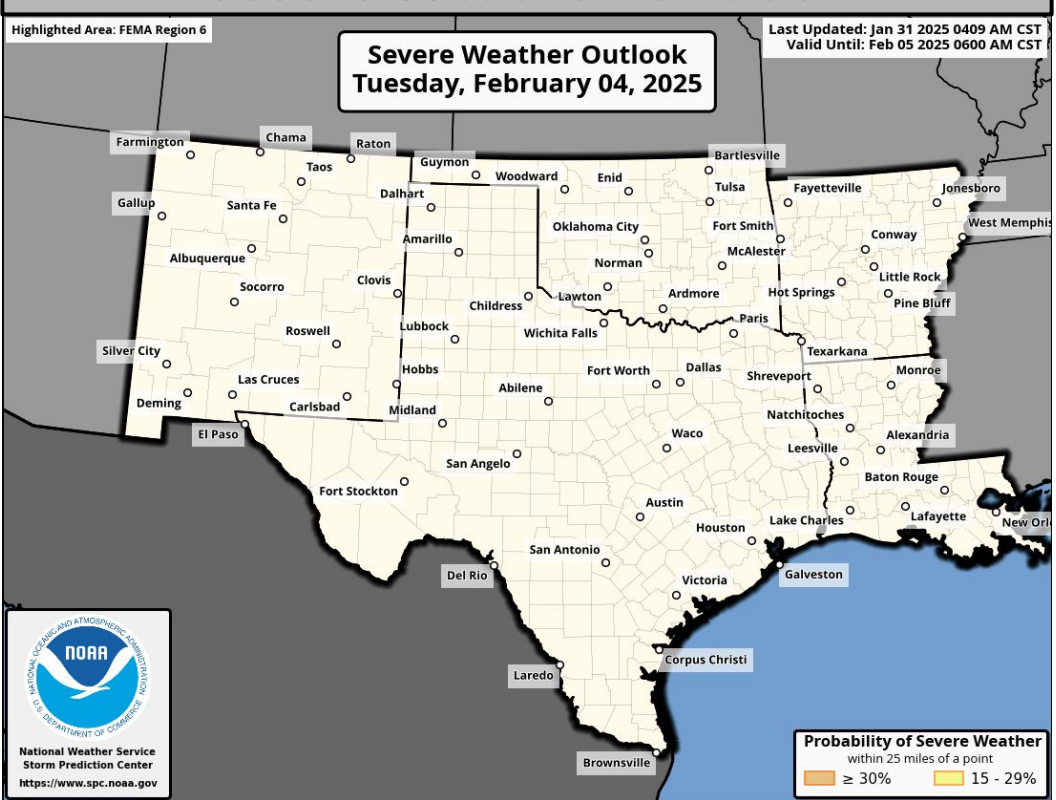 Highlighted Area: FEMA Region 6
Last Updated: Jan 31 2025 0409 AM CST
Valid Until: Feb 05 2025 0600 AM CST
Severe Weather Outlook
Tuesday, February 04, 2025
Farmington
Chama
Raton
Taos
Guymon
Woodward
Enid
Bartlesville
Tulsa
Fayetteville
Jonesboro
Gallup
Santa Fe
Dalhart
West Memphis
Oklahoma City
Fort Smith
Conway
Amarillo
Norman
McAlester
Albuquerque
Socorro
Clovis
Childress
Lawton
Ardmore
Hot Springs
Little Rock
Pine Bluff
Roswell
Lubbock
Wichita Falls
Paris
Texarkana
Silver City
Las Cruces
Hobbs
Abilene
Fort Worth
Dallas
Shreveport
Monroe
Deming
Carlsbad
Midland
Natchitoches
El Paso
San Angelo
Waco
Leesville
Alexandria
Fort Stockton
Baton Rouge
Austin
Houston
Lake Charles
Lafayette
New Orl
San Antonio
Del Rio
Victoria
Galveston
Laredo
Corpus Christi
Brownsville
NATIONAL OCEANIC AND ATMOSPHERIC ADMINISTRATION
NOAA
U.S. DEPARTMENT OF COMMERCE
National Weather Service
Storm Prediction Center
https://www.spc.noaa.gov
Probability of Severe Weather
within 25 miles of a point
≥ 30%
15 - 29%